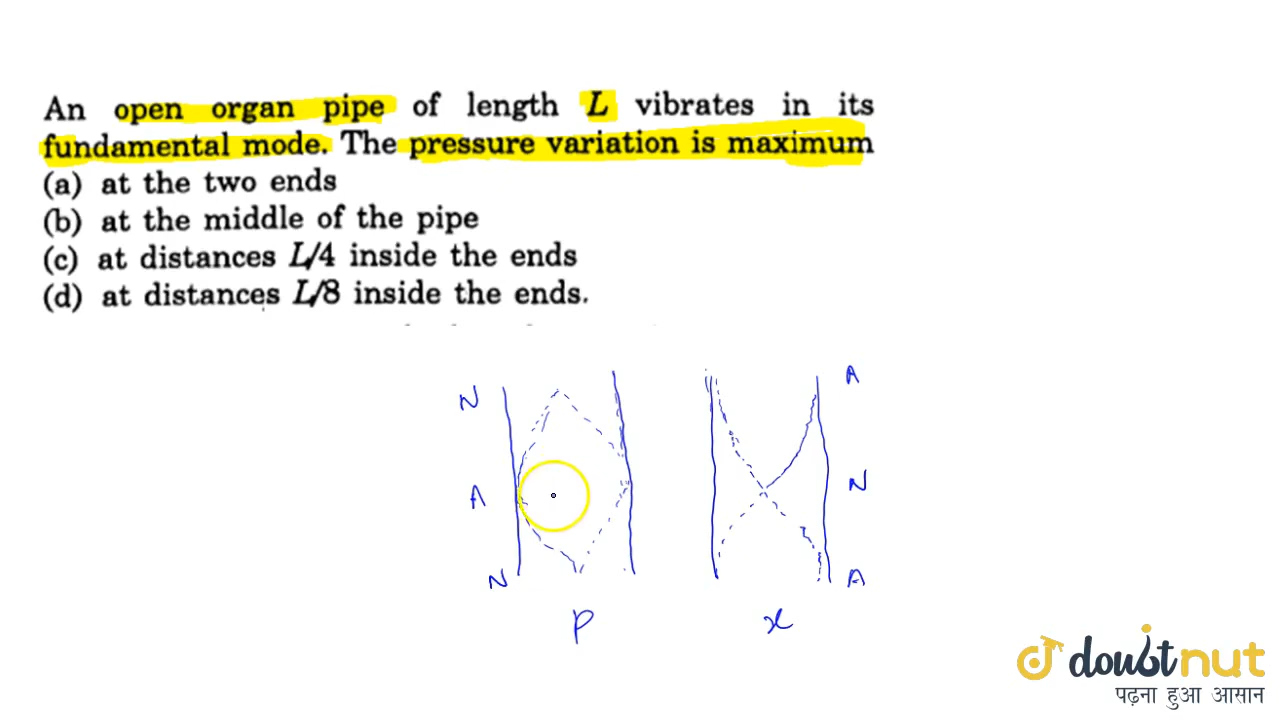 An open organ pipe of length L vibrates in its
fundamental mode. The pressure variation is maximum
(a) at the two ends
(b) at the middle of the pipe
(c) at distances L/4 inside the ends
(d) at distances L/8 inside the ends.
N
A
A
N
N
A
P
x
doubtnut
पढ़ना हुआ आसान